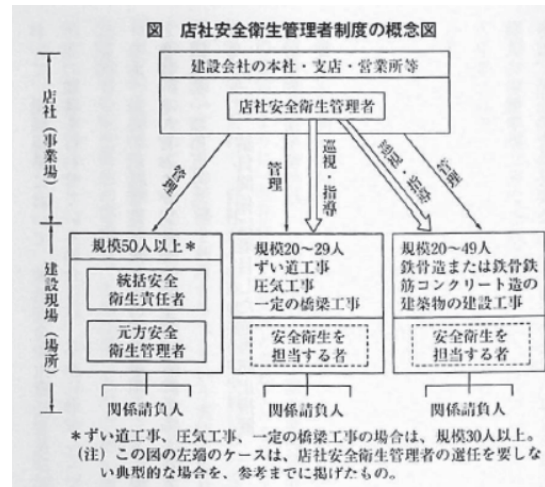 図 店社安全衛生管理者制度の概念図
建設会社の本社・支店・営業所等
店社安全衛生管理者
店社（事業場）
管理
管理
巡視・指導
巡視・指導
管理
建設現場（場所）
規模50人以上*
統括安全
衛生責任者
元方安全
衛生管理者
関係請負人
規模20〜29人
ずい道工事
圧気工事
一定の橋梁工事
安全衛生を
担当する者
関係請負人
規模20〜49人
鉄骨造または鉄骨鉄
筋コンクリート造の
建築物の建設工事
安全衛生を
担当する者
関係請負人
*ずい道工事、圧気工事、一定の橋梁工事の場合は、規模30人以上。
（注）この図の左端のケースは、店社安全衛生管理者の選任を要しな
い典型的な場合を、参考までに掲げたもの。